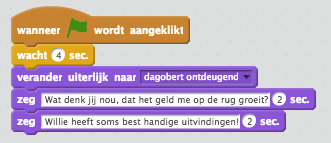 wanneer wordt aangeklikt
wacht 4 sec.
verander uiterlijk naar dagobert ontdeugend
zeg Wat denk jij nou, dat het geld me op de rug groeit? 2 sec.
zeg Willie heeft soms best handige uitvindingen! 2 sec.